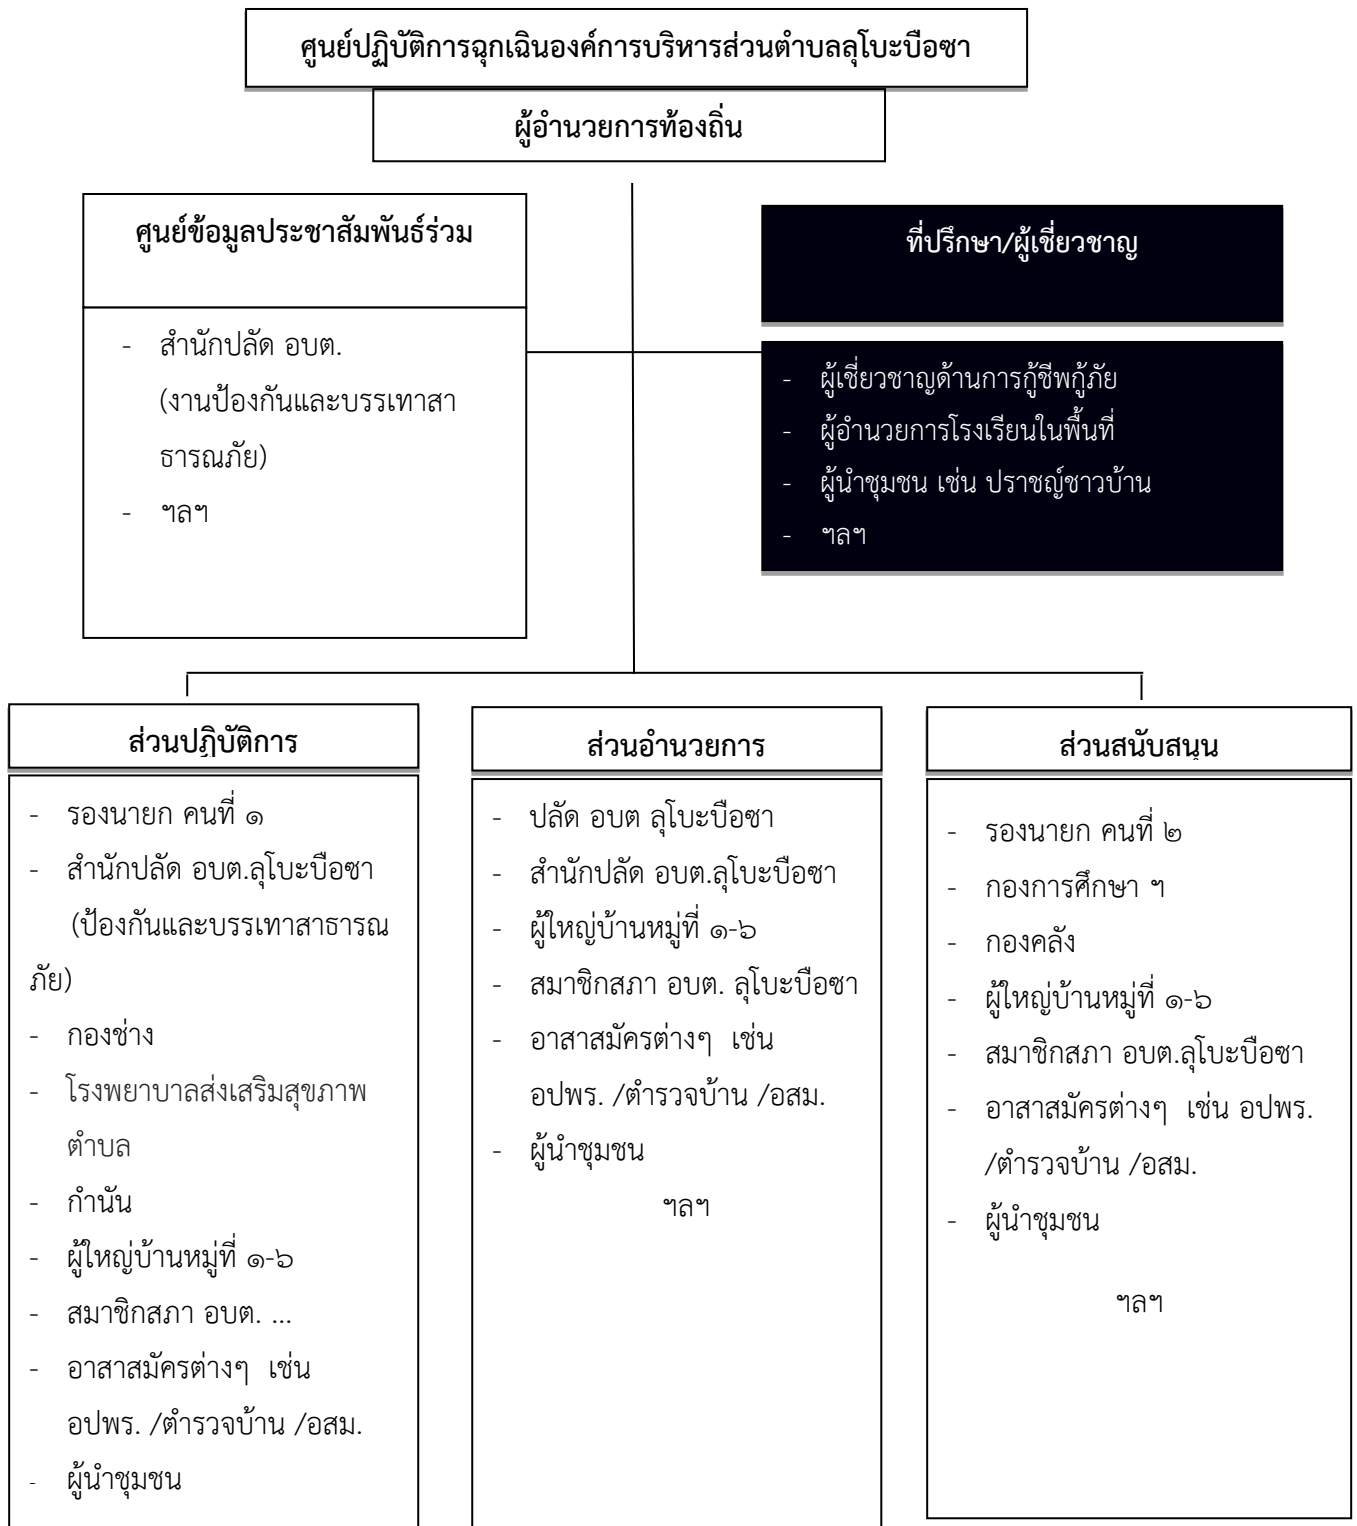 ศูนย์ปฏิบัติการฉุกเฉินองค์การบริหารส่วนตำบลลุโบะบือซา
ผู้อำนวยการท้องถิ่น
ศูนย์ข้อมูลประชาสัมพันธ์ร่วม
- สำนักปลัด อบต.
(งานป้องกันและบรรเทาสา
ธารณภัย)
- ฯลฯ
ที่ปรึกษา/ผู้เชี่ยวชาญ
- ผู้เชี่ยวชาญด้านการกู้ชีพกู้ภัย
- ผู้อำนวยการโรงเรียนในพื้นที่
- ผู้นำชุมชน เช่น ปราชญ์ชาวบ้าน
- ฯลฯ
ส่วนปฏิบัติการ
- รองนายก คนที่ ๑
- สำนักปลัด อบต.ลุโบะบือซา
(ป้องกันและบรรเทาสาธารณ
ภัย)
- กองช่าง
- โรงพยาบาลส่งเสริมสุขภาพ
ตำบล
- กำนัน
- ผู้ใหญ่บ้านหมู่ที่ ๑-๖
- สมาชิกสภา อบต. ...
- อาสาสมัครต่างๆ เช่น
อปพร. /ตำรวจบ้าน /อสม.
- ผู้นำชุมชน
ส่วนอำนวยการ
- ปลัด อบต ลุโบะบือซา
- สำนักปลัด อบต.ลุโบะบือซา
- ผู้ใหญ่บ้านหมู่ที่ ๑-๖
- สมาชิกสภา อบต. ลุโบะบือซา
- อาสาสมัครต่างๆ เช่น
อปพร. /ตำรวจบ้าน /อสม.
- ผู้นำชุมชน
ฯลฯ
ส่วนสนับสนุน
- รองนายก คนที่ ๒
- กองการศึกษา ฯ
- กองคลัง
- ผู้ใหญ่บ้านหมู่ที่ ๑-๖
- สมาชิกสภา อบต.ลุโบะบือซา
- อาสาสมัครต่างๆ เช่น อปพร.
/ตำรวจบ้าน /อสม.
- ผู้นำชุมชน
ฯลฯ